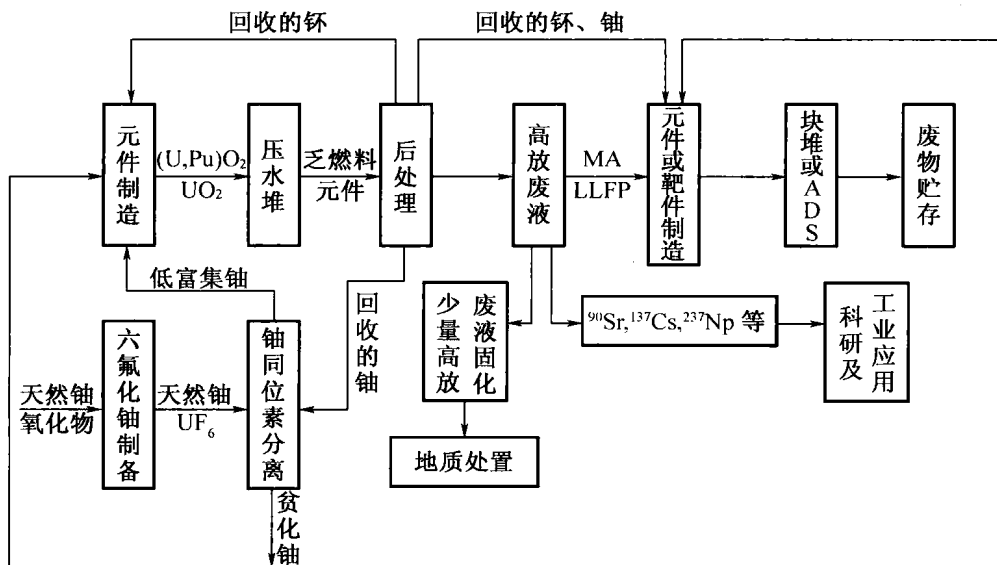 回收的钚
回收的钚、铀
元件制造
(U,Pu)O₂
UO₂
压水堆
乏燃料
元件
后处理
高放废液
MA
LLFP
元件或靶件制造
块堆或ADS
废物贮存
低富集铀
回收的铀
少量高放
废液固化
⁹⁰Sr,¹³⁷Cs,²³⁷Np 等
科研及
工业应用
天然铀
氧化物
六氟化铀制备
天然铀
UF₆
铀同位素分离
地质处置
贫化铀